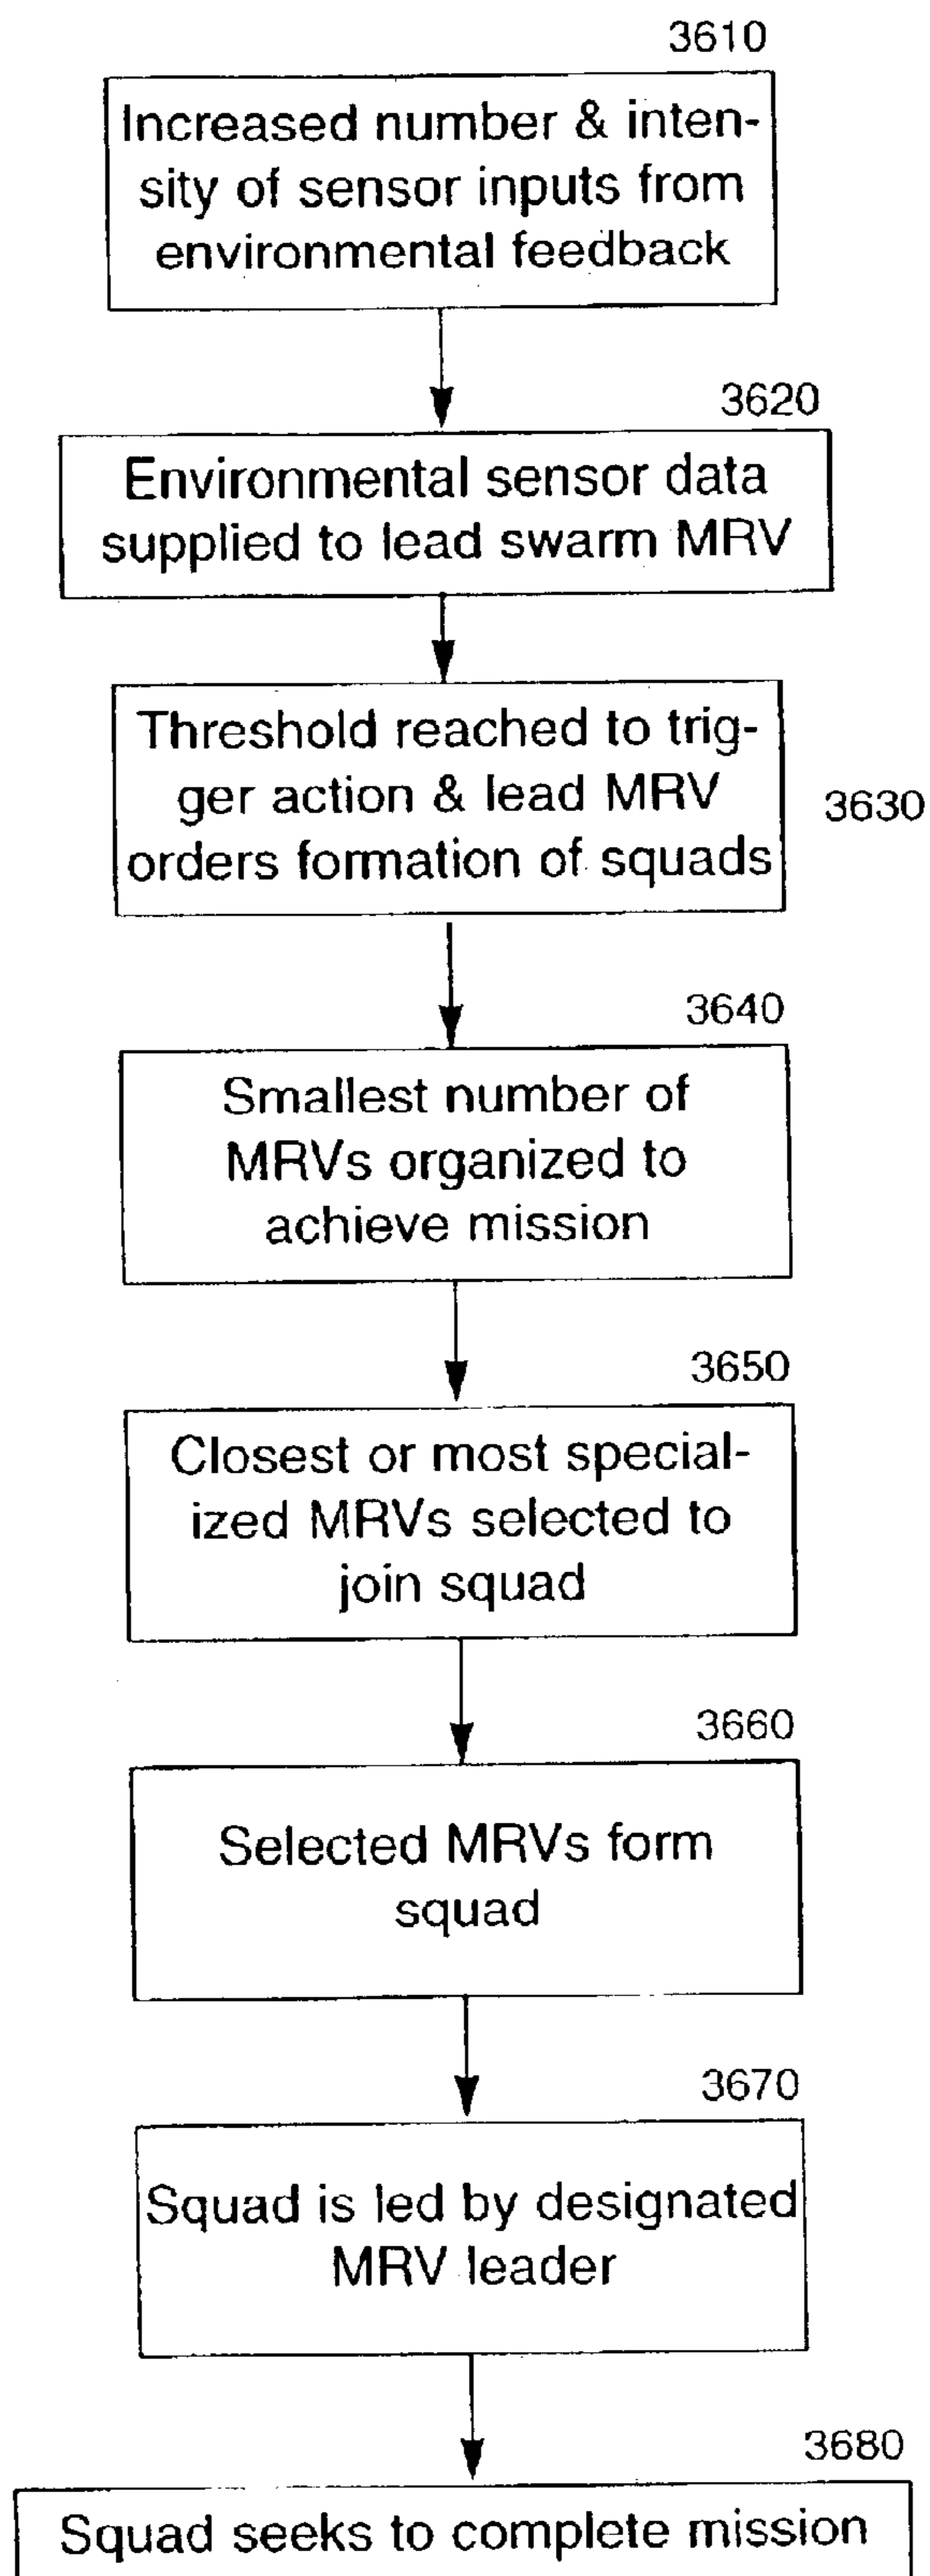 3610
Increased number & inten-
sity of sensor inputs from
environmental feedback
3620
Environmental sensor data
supplied to lead swarm MRV
Threshold reached to trig-
ger action & lead MRV
orders formation of squads
3630
3640
Smallest number of
MRVs organized to
achieve mission
3650
Closest or most special-
ized MRVs selected to
join squad
3660
Selected MRVs form
squad
3670
Squad is led by designated
MRV leader
3680
Squad seeks to complete mission